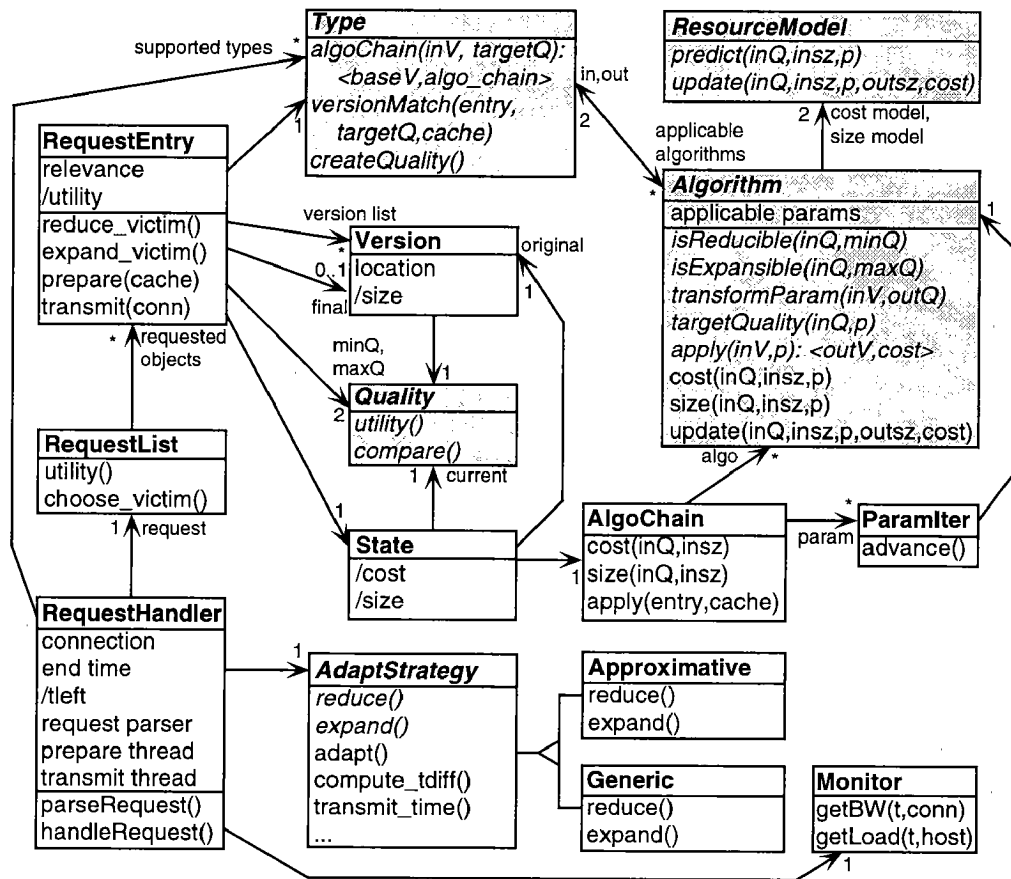 Type
algoChain(inV, targetQ):
<baseV,algo_chain>
versionMatch(entry,
targetQ,cache)
createQuality()
ResourceModel
predict(inQ,insz,p)
update(inQ,insz,p,outsz,cost)
supported types
*
1
in,out
2
applicable
algorithms
*
2
cost model,
size model
RequestEntry
relevance
/utility
reduce_victim()
expand_victim()
prepare(cache)
transmit(conn)
version list
*
0..1
final
Version
location
/size
original
1
Algorithm
applicable params
isReducible(inQ,minQ)
isExpansible(inQ,maxQ)
transformParam(inV,outQ)
targetQuality(inQ,p)
apply(inV,p): <outV,cost>
cost(inQ,insz,p)
size(inQ,insz,p)
update(inQ,insz,p,outsz,cost)
1
* requested
objects
minQ,
maxQ
2
1
Quality
utility()
compare()
1
current
algo
*
RequestList
utility()
choose_victim()
1
request
1
State
/cost
/size
1
AlgoChain
cost(inQ,insz)
size(inQ,insz)
apply(entry,cache)
*
param
ParamIter
advance()
RequestHandler
connection
end time
/tleft
request parser
prepare thread
transmit thread
parseRequest()
handleRequest()
1
AdaptStrategy
reduce()
expand()
adapt()
compute_tdiff()
transmit_time()
...
Approximative
reduce()
expand()
Generic
reduce()
expand()
Monitor
getBW(t,conn)
getLoad(t,host)
1